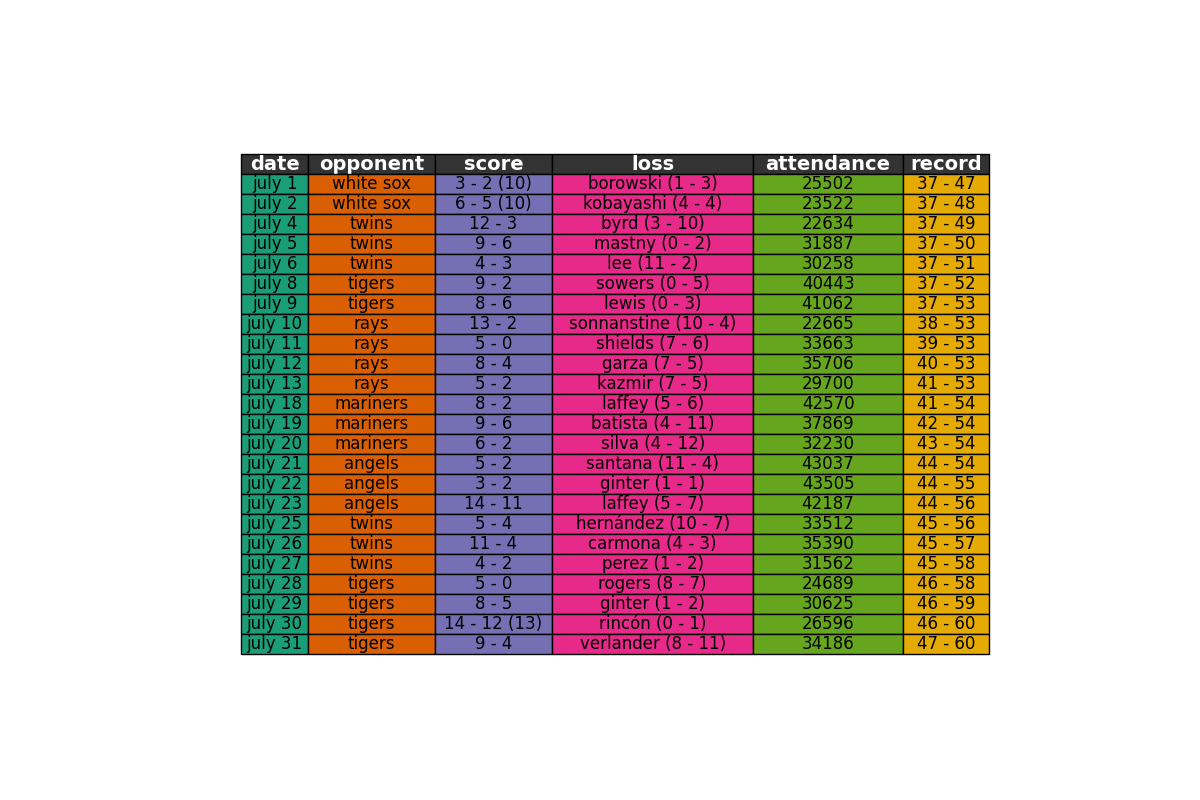 date opponent score loss attendance record
july 1 white sox 3 - 2 (10) borowski (1 - 3) 25502 37 - 47
july 2 white sox 6 - 5 (10) kobayashi (4 - 4) 23522 37 - 48
july 4 twins 12 - 3 byrd (3 - 10) 22634 37 - 49
july 5 twins 9 - 6 mastny (0 - 2) 31887 37 - 50
july 6 twins 4 - 3 lee (11 - 2) 30258 37 - 51
july 8 tigers 9 - 2 sowers (0 - 5) 40443 37 - 52
july 9 tigers 8 - 6 lewis (0 - 3) 41062 37 - 53
july 10 rays 13 - 2 sonnanstine (10 - 4) 22665 38 - 53
july 11 rays 5 - 0 shields (7 - 6) 33663 39 - 53
july 12 rays 8 - 4 garza (7 - 5) 35706 40 - 53
july 13 rays 5 - 2 kazmir (7 - 5) 29700 41 - 53
july 18 mariners 8 - 2 laffey (5 - 6) 42570 41 - 54
july 19 mariners 9 - 6 batista (4 - 11) 37869 42 - 54
july 20 mariners 6 - 2 silva (4 - 12) 32230 43 - 54
july 21 angels 5 - 2 santana (11 - 4) 43037 44 - 54
july 22 angels 3 - 2 ginter (1 - 1) 43505 44 - 55
july 23 angels 14 - 11 laffey (5 - 7) 42187 44 - 56
july 25 twins 5 - 4 hernández (10 - 7) 33512 45 - 56
july 26 twins 11 - 4 carmona (4 - 3) 35390 45 - 57
july 27 twins 4 - 2 perez (1 - 2) 31562 45 - 58
july 28 tigers 5 - 0 rogers (8 - 7) 24689 46 - 58
july 29 tigers 8 - 5 ginter (1 - 2) 30625 46 - 59
july 30 tigers 14 - 12 (13) rincón (0 - 1) 26596 46 - 60
july 31 tigers 9 - 4 verlander (8 - 11) 34186 47 - 60